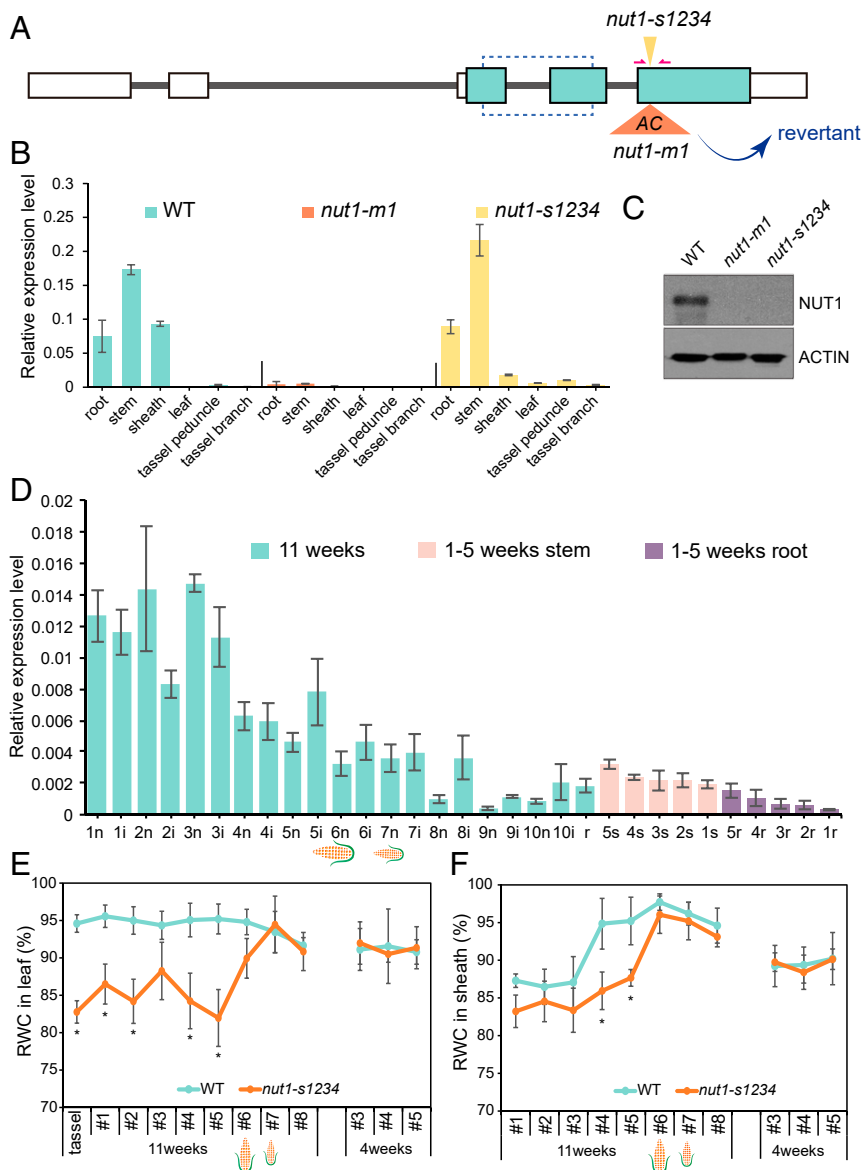 A
nut1-s1234
AC
nut1-m1
revertant
B
Relative expression level
0.3
0.25
0.2
0.15
0.1
0.05
0
WT
nut1-m1
nut1-s1234
root
stem
sheath
leaf
tassel peduncle
tassel branch
root
stem
sheath
leaf
tassel peduncle
tassel branch
root
stem
sheath
leaf
tassel peduncle
tassel branch
C
WT
nut1-m1
nut1-s1234
NUT1
ACTIN
D
Relative expression level
0.02
0.018
0.016
0.014
0.012
0.01
0.008
0.006
0.004
0.002
0
11 weeks
1-5 weeks stem
1-5 weeks root
1n 1i 2n 2i 3n 3i 4n 4i 5n 5i 6n 6i 7n 7i 8n 8i 9n 9i 10n 10i r 5s 4s 3s 2s 1s 5r 4r 3r 2r 1r
E
RWC in leaf (%)
100
95
90
85
80
75
70
* * * * *
WT
nut1-s1234
tassel #1 #2 #3 #4 #5 #6 #7 #8 #3 #4 #5
11weeks
4weeks
F
RWC in sheath (%)
100
95
90
85
80
75
70
* *
WT
nut1-s1234
#1 #2 #3 #4 #5 #6 #7 #8 #3 #4 #5
11weeks
4weeks